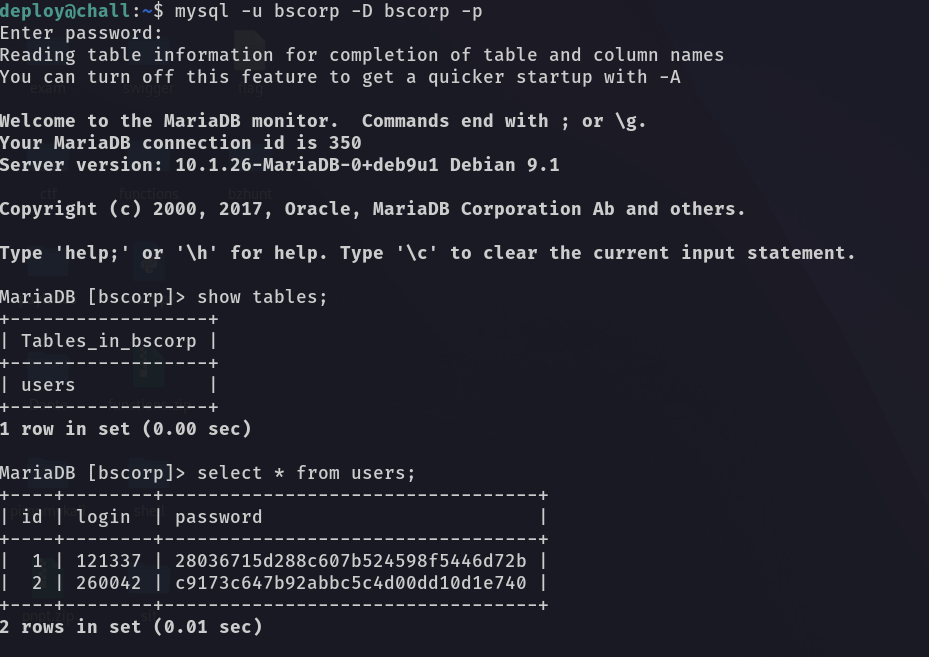 deploy@chall:~$ mysql -u bscorp -D bscorp -p
Enter password:
Reading table information for completion of table and column names
You can turn off this feature to get a quicker startup with -A
Welcome to the MariaDB monitor.  Commands end with ; or \g.
Your MariaDB connection id is 350
Server version: 10.1.26-MariaDB-0+deb9u1 Debian 9.1
Copyright (c) 2000, 2017, Oracle, MariaDB Corporation Ab and others.
Type 'help;' or '\h' for help. Type '\c' to clear the current input statement.
MariaDB [bscorp]> show tables;
+------------------+
| Tables_in_bscorp |
+------------------+
| users            |
+------------------+
1 row in set (0.00 sec)
MariaDB [bscorp]> select * from users;
+----+--------+----------------------------------+
| id | login  | password                         |
+----+--------+----------------------------------+
|  1 | 121337 | 28036715d288c607b524598f5446d72b |
|  2 | 260042 | c9173c647b92abbc5c4d00dd10d1e740 |
+----+--------+----------------------------------+
2 rows in set (0.01 sec)